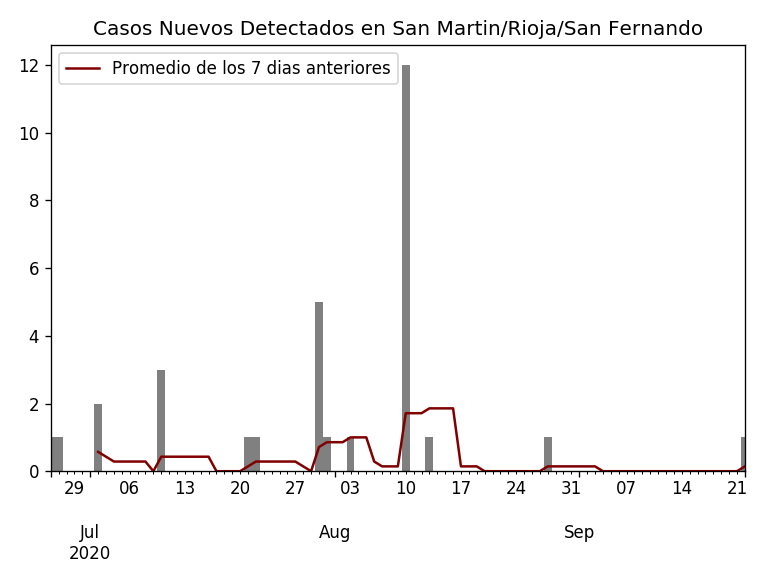 Casos Nuevos Detectados en San Martin/Rioja/San Fernando
Promedio de los 7 dias anteriores
12
10
8
6
4
2
0
29 06 13 20 27 03 10 17 24 31 07 14 21
Jul Aug Sep
2020